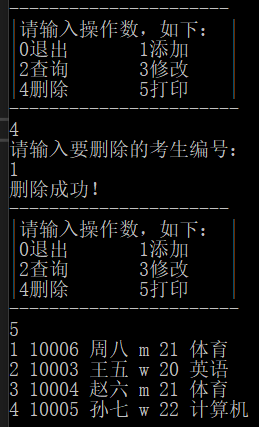 ------------------------
|请输入操作数，如下：  |
|0退出       1添加     |
|2查询       3修改     |
|4删除       5打印     |
------------------------
4
请输入要删除的考生编号：
1
删除成功！
------------------------
|请输入操作数，如下：  |
|0退出       1添加     |
|2查询       3修改     |
|4删除       5打印     |
------------------------
5
1 10006 周八 m 21 体育
2 10003 王五 w 20 英语
3 10004 赵六 m 21 体育
4 10005 孙七 w 22 计算机